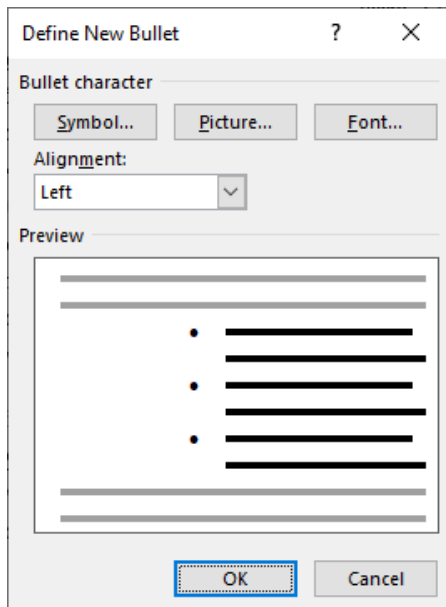 Define New Bullet ? ×
Bullet character
Symbol... Picture... Font...
Alignment:
Left
Preview
OK Cancel